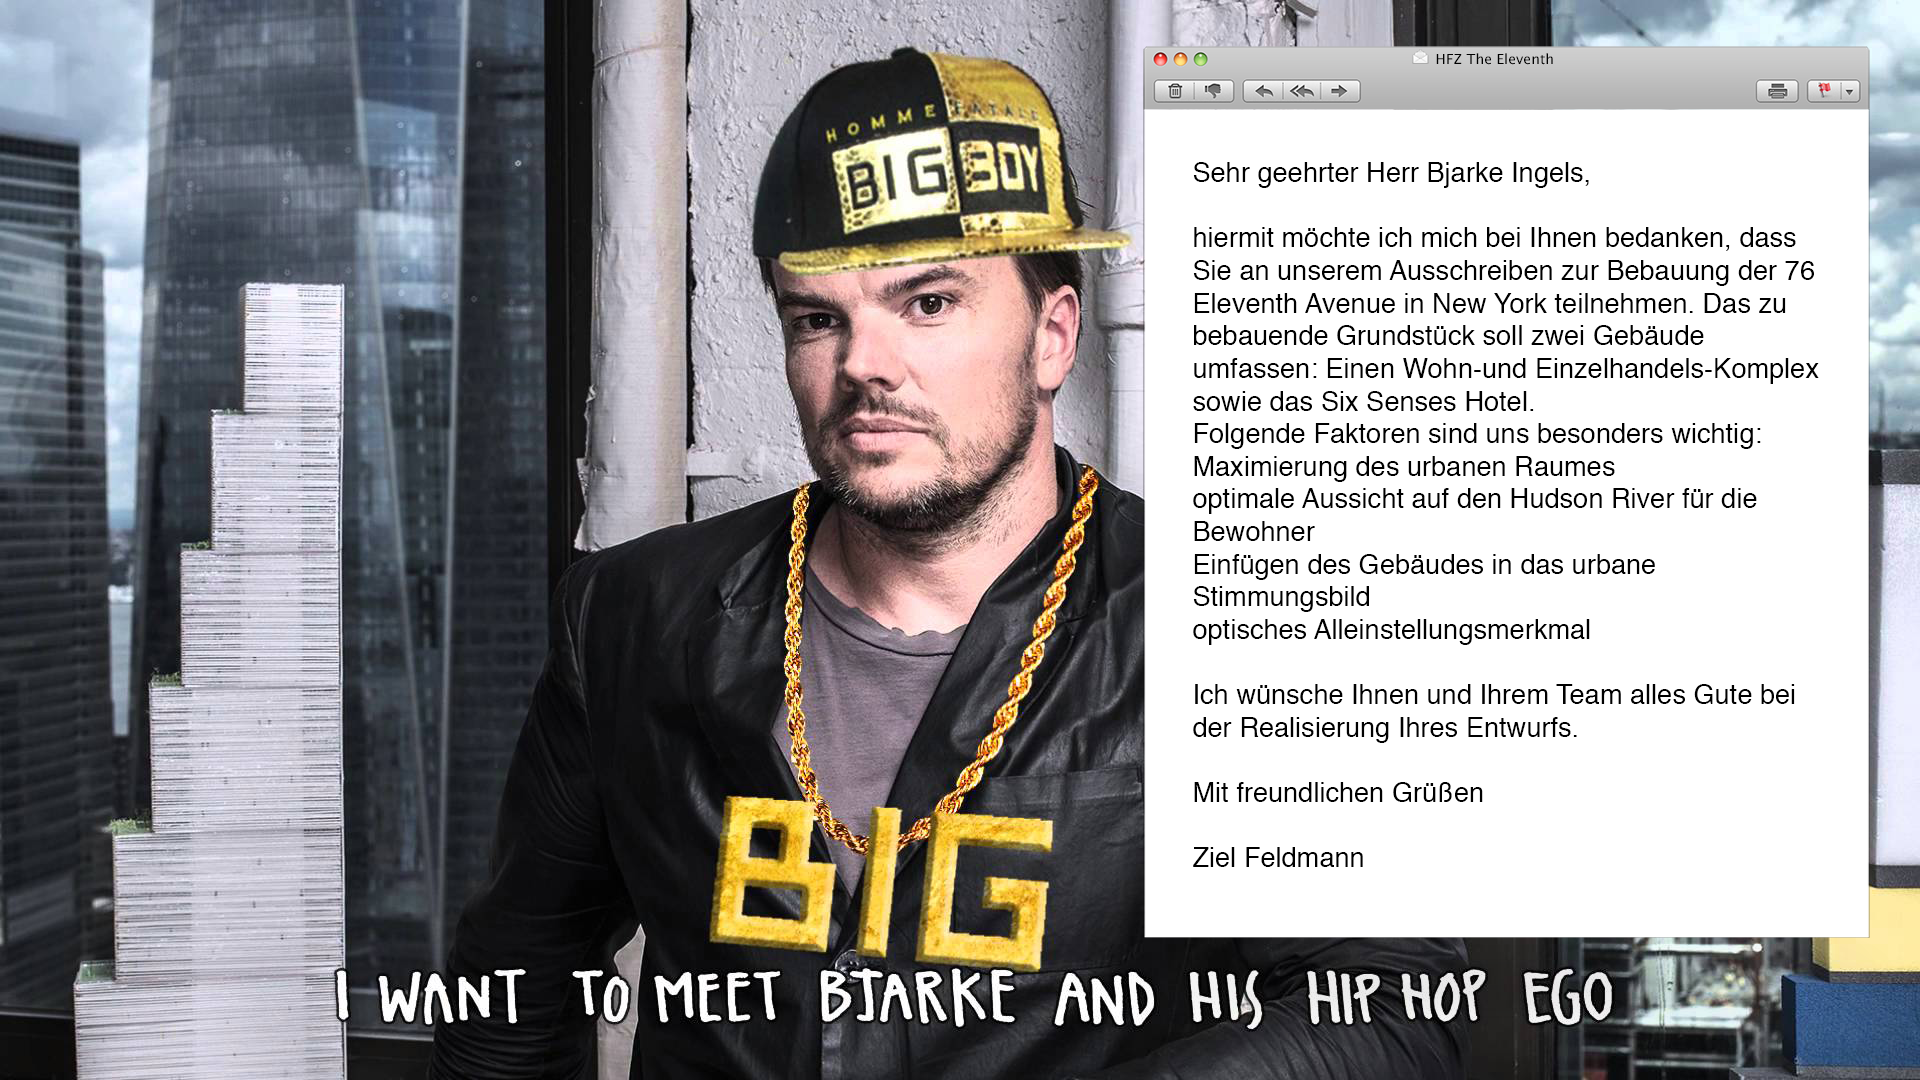 HOMME FATALE
BIG BOY
BIG
HFZ The Eleventh
Sehr geehrter Herr Bjarke Ingels,
hiermit möchte ich mich bei Ihnen bedanken, dass
Sie an unserem Ausschreiben zur Bebauung der 76
Eleventh Avenue in New York teilnehmen. Das zu
bebauende Grundstück soll zwei Gebäude
umfassen: Einen Wohn-und Einzelhandels-Komplex
sowie das Six Senses Hotel.
Folgende Faktoren sind uns besonders wichtig:
Maximierung des urbanen Raumes
optimale Aussicht auf den Hudson River für die
Bewohner
Einfügen des Gebäudes in das urbane
Stimmungsbild
optisches Alleinstellungsmerkmal
Ich wünsche Ihnen und Ihrem Team alles Gute bei
der Realisierung Ihres Entwurfs.
Mit freundlichen Grüßen
Ziel Feldmann
I WANT TO MEET BJARKE AND HIS HIP HOP EGO